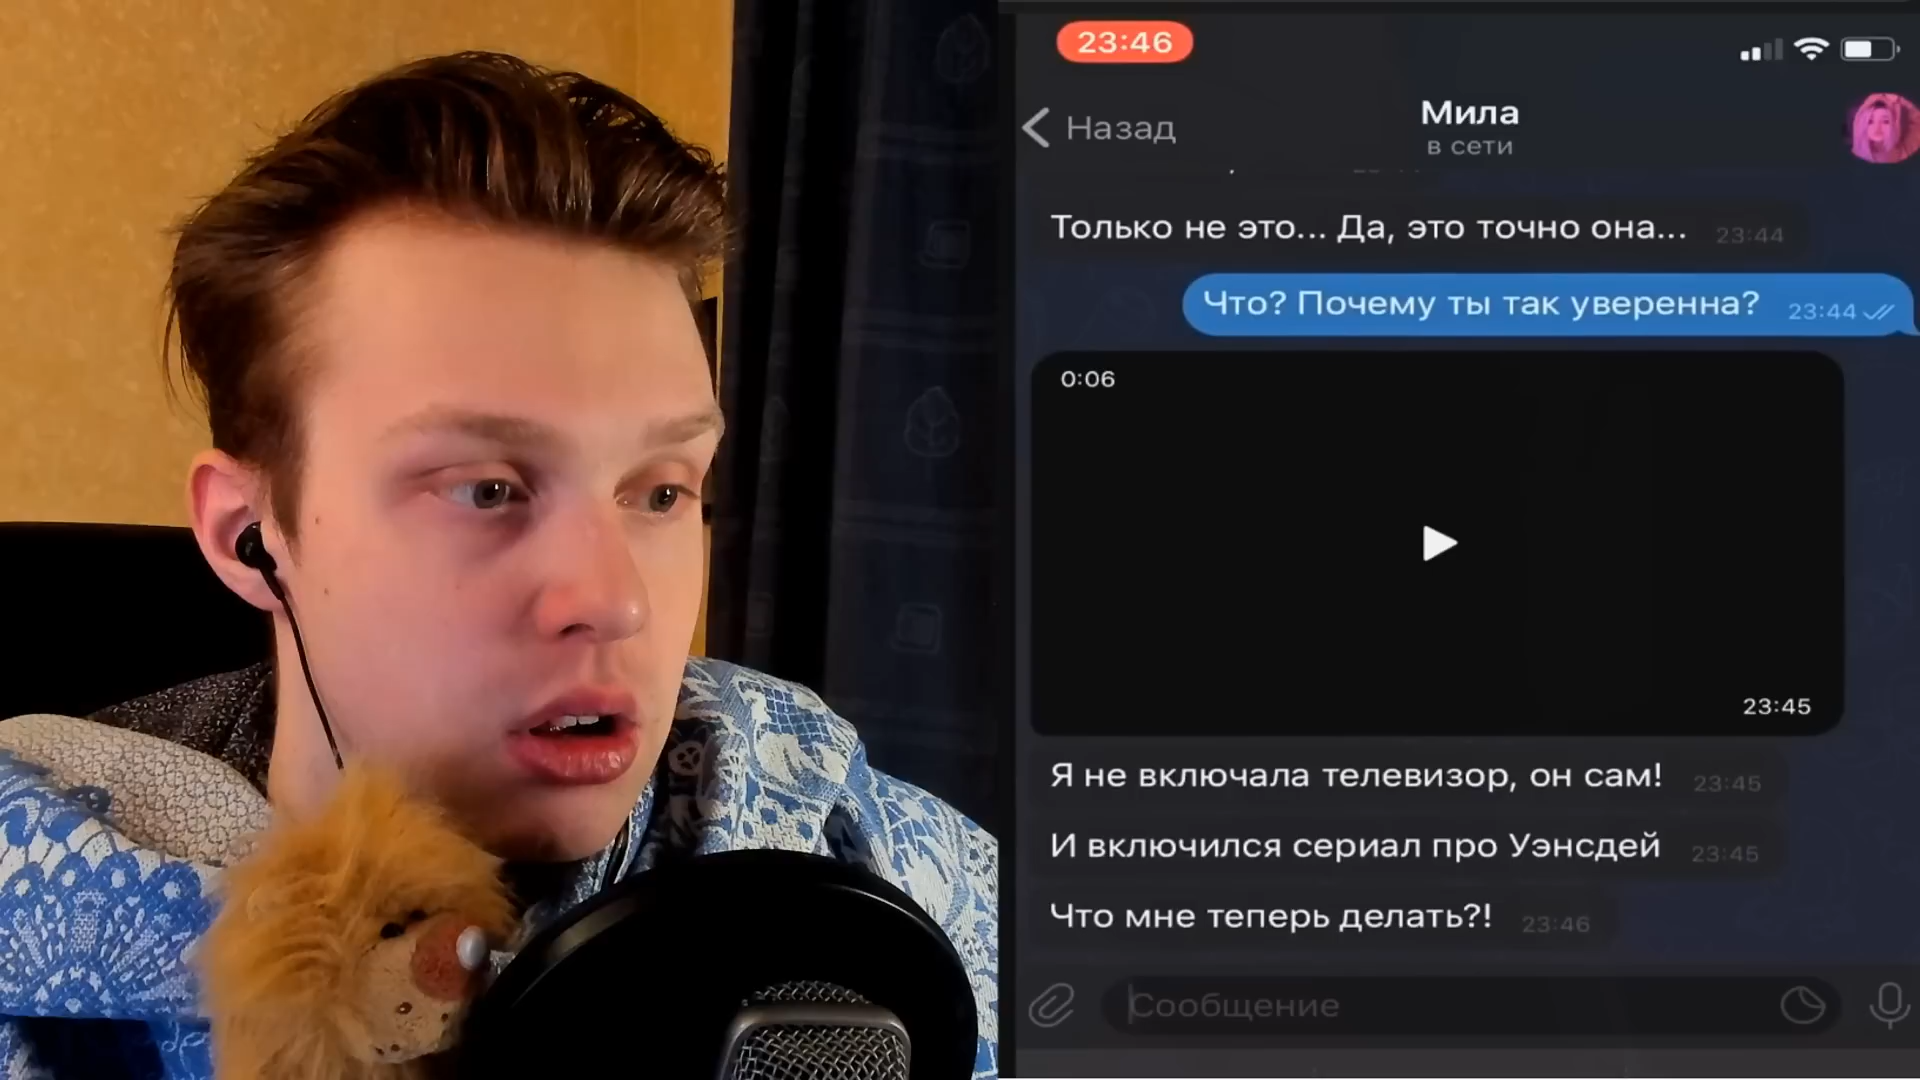 23:46
Назад
Мила
в сети
Только не это... Да, это точно она... 23:44
Что? Почему ты так уверенна? 23:44
0:06
23:45
Я не включала телевизор, он сам! 23:45
И включился сериал про Уэнсдей 23:45
Что мне теперь делать?! 23:46
Сообщение